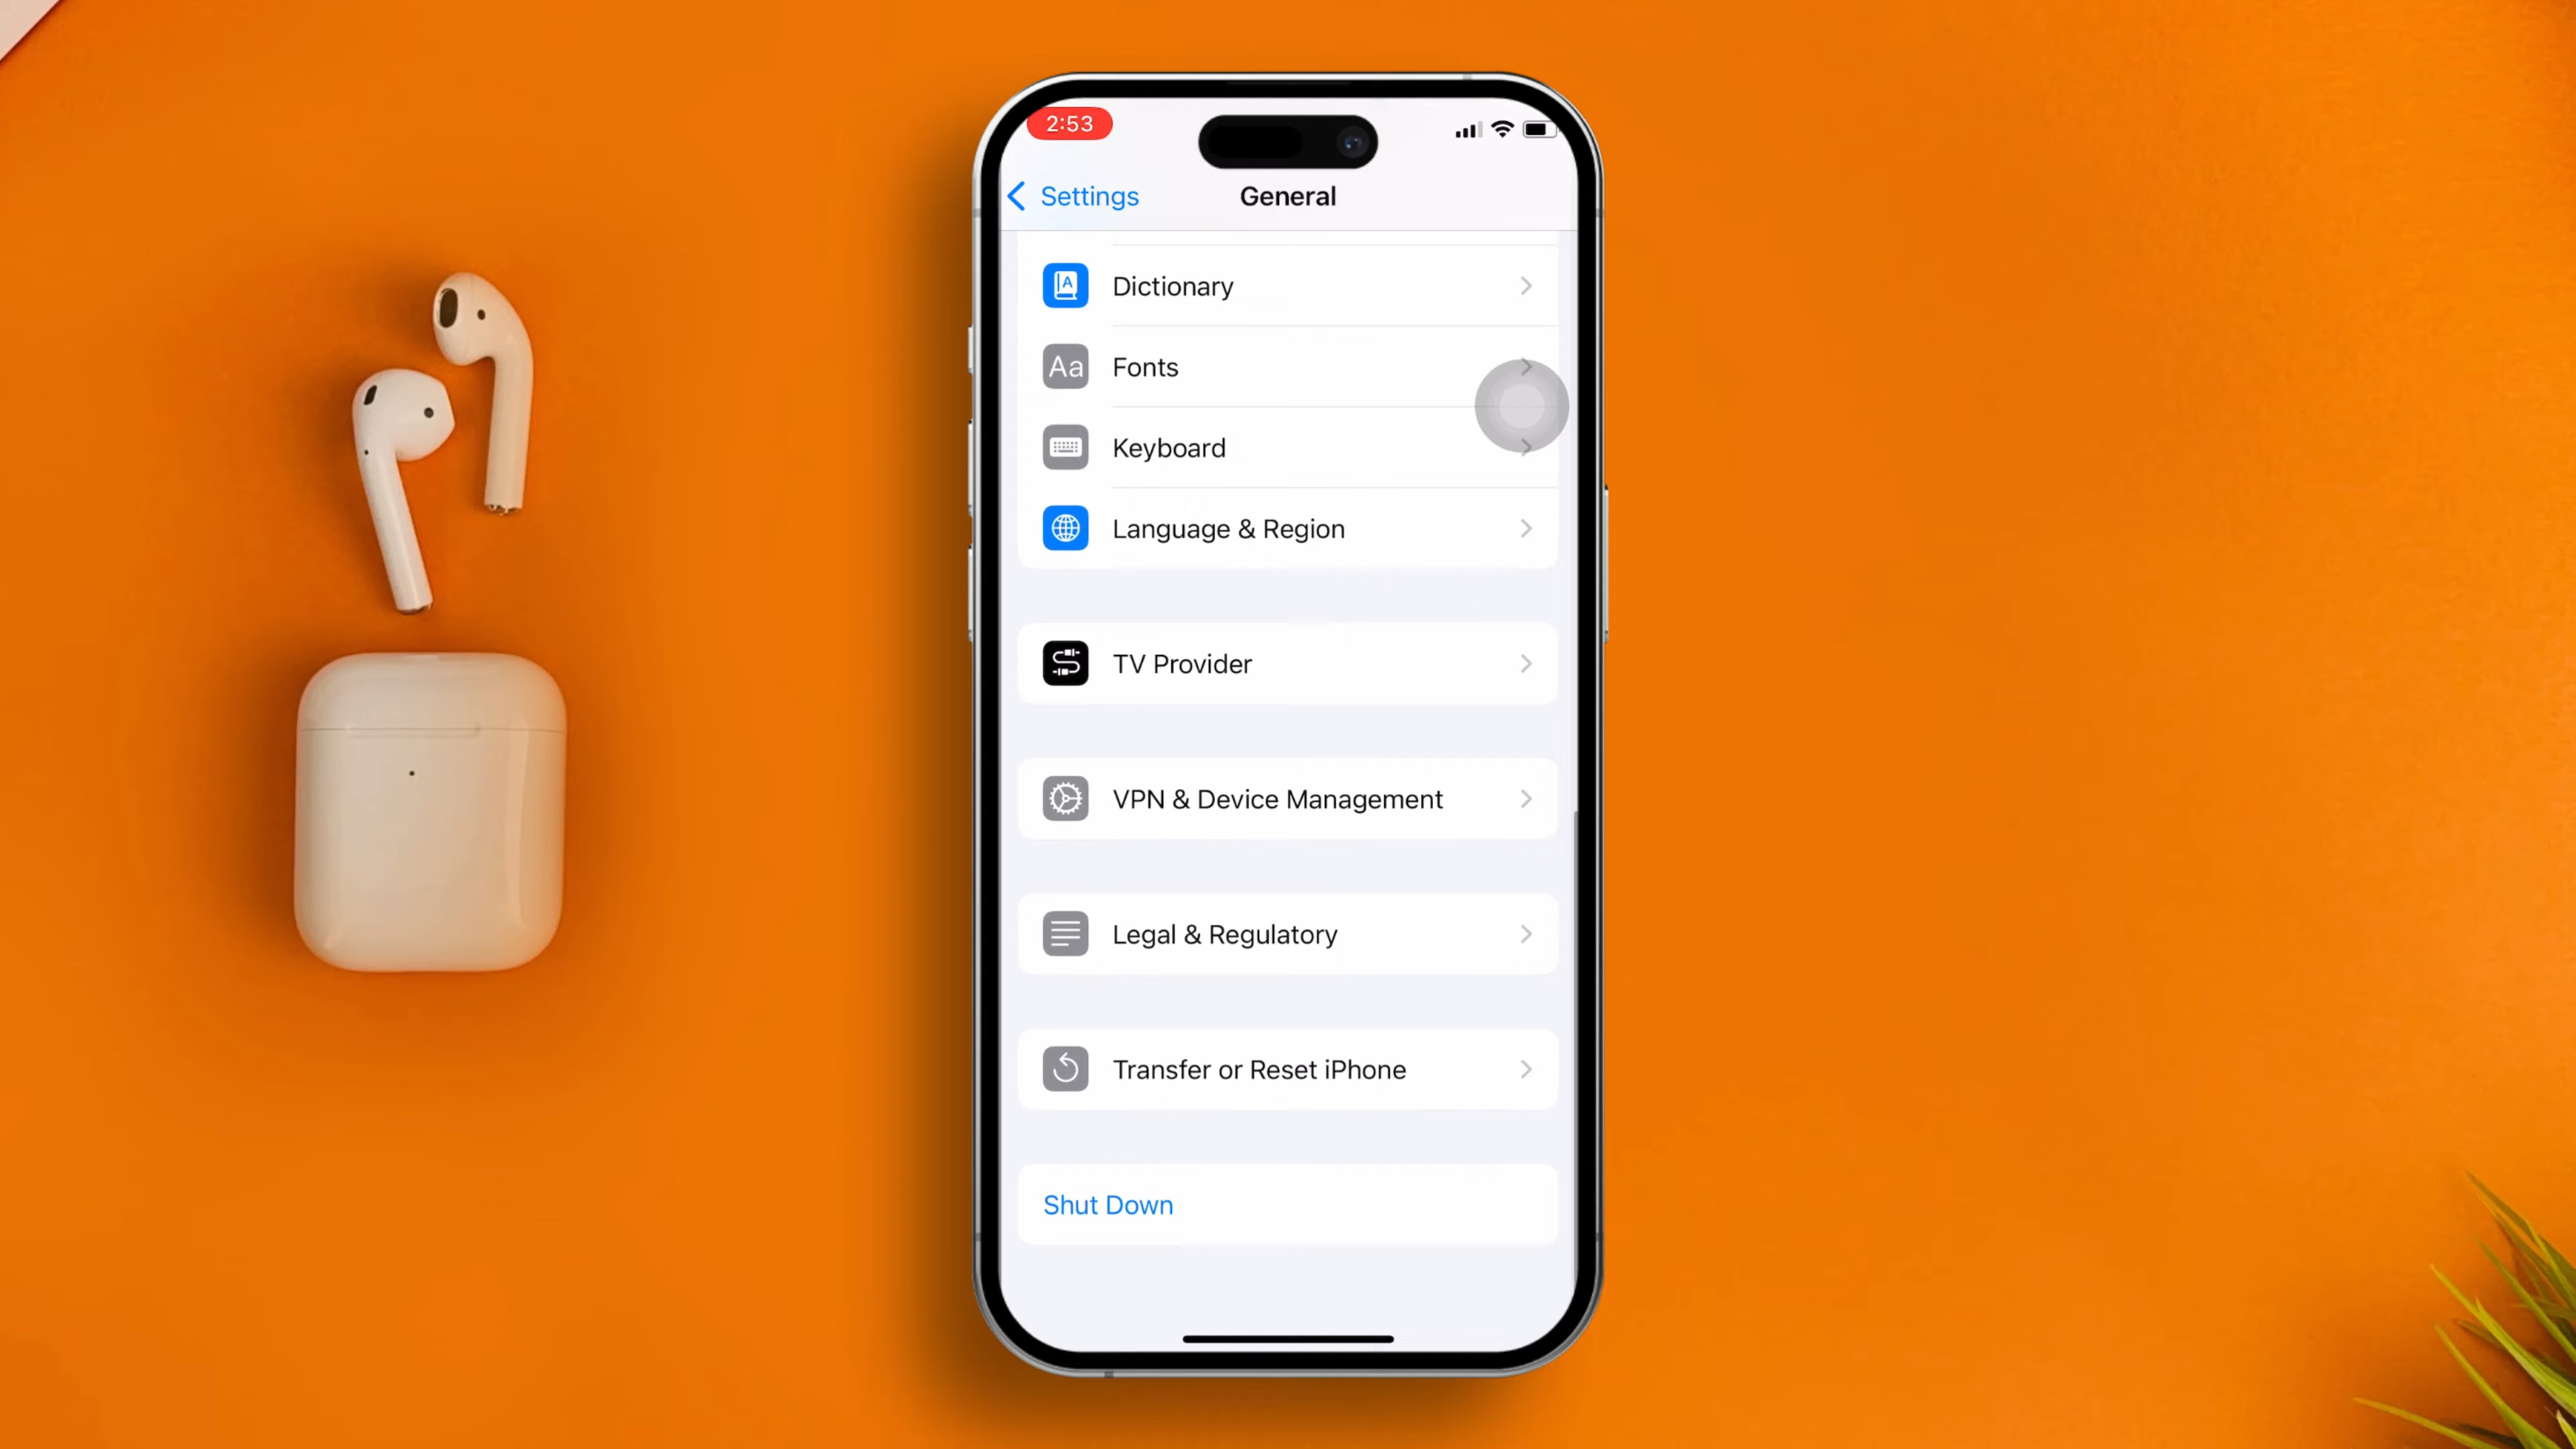 2:53
Settings
General
A
Dictionary
Aa
Fonts
Keyboard
Language & Region
TV Provider
VPN & Device Management
Legal & Regulatory
Transfer or Reset iPhone
Shut Down